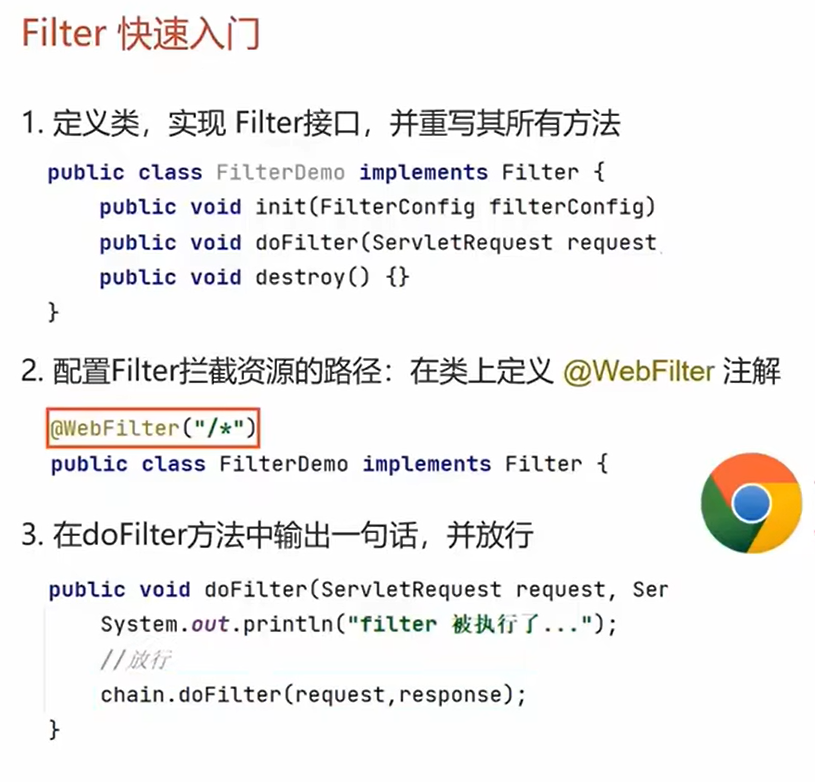 Filter 快速入门
1. 定义类，实现 Filter接口，并重写其所有方法
public class FilterDemo implements Filter {
public void init(FilterConfig filterConfig)
public void doFilter(ServletRequest request
public void destroy() {}
}
2. 配置Filter拦截资源的路径：在类上定义 @WebFilter 注解
@WebFilter("/*")
public class FilterDemo implements Filter {
3. 在doFilter方法中输出一句话，并放行
public void doFilter(ServletRequest request, Ser
System.out.println("filter 被执行了...");
//放行
chain.doFilter(request,response);
}